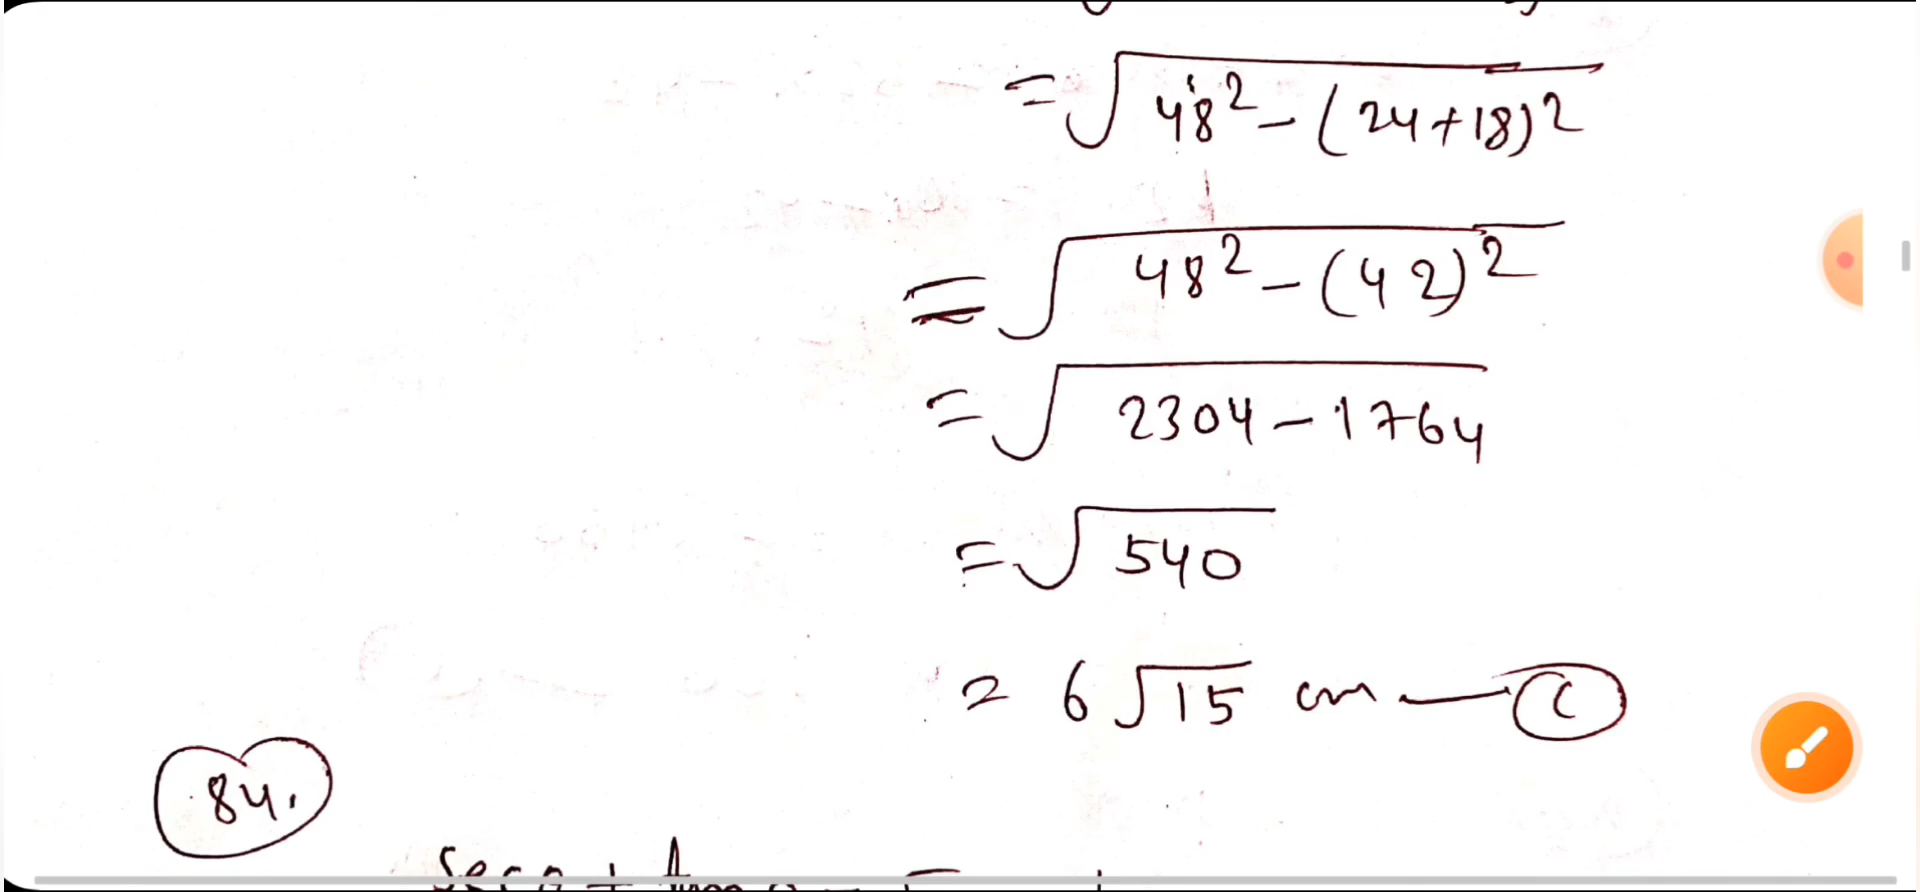 = √48² - (24+18)²
= √48² - (42)²
= √2304 - 1764
= √540
= 6√15 cm — (C)
84.